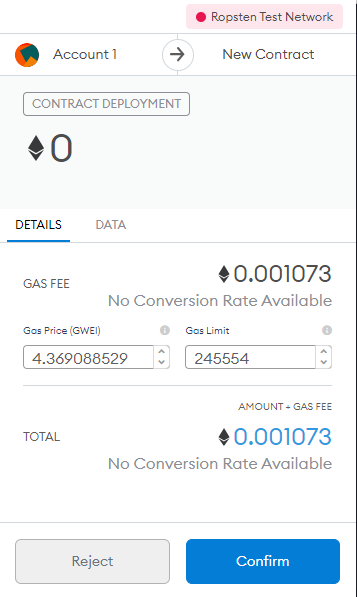 Ropsten Test Network
Account 1
New Contract
CONTRACT DEPLOYMENT
0
DETAILS
DATA
GAS FEE
0.001073
No Conversion Rate Available
Gas Price (GWEI)
Gas Limit
4.369088529
245554
AMOUNT + GAS FEE
TOTAL
0.001073
No Conversion Rate Available
Reject
Confirm